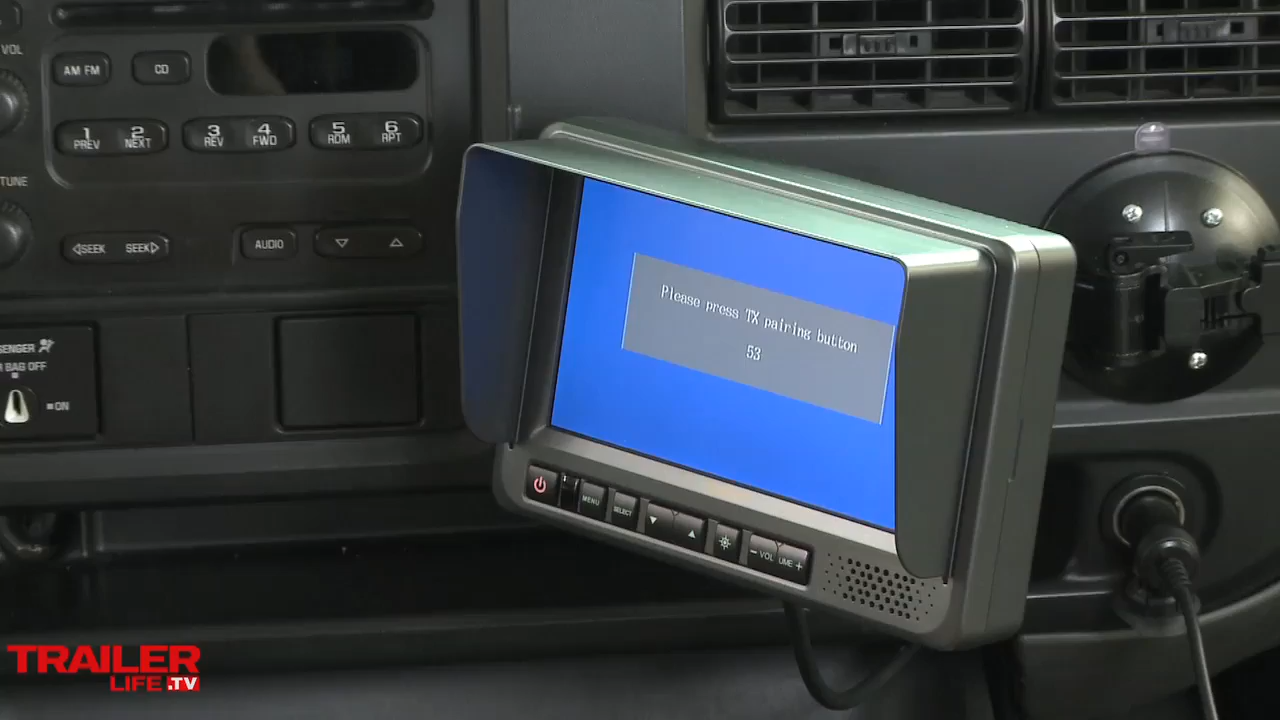 VOL
AM FM
CD
1
PREV
2
NEXT
3
REV
4
FWD
5
RDM
6
RPT
TUNE
SEEK
SEEK
AUDIO
SENGER
BAG OFF
ON
Please press TX pairing button
53
MENU
SELECT
− VOL UME +
TRAILER
LIFE.TV